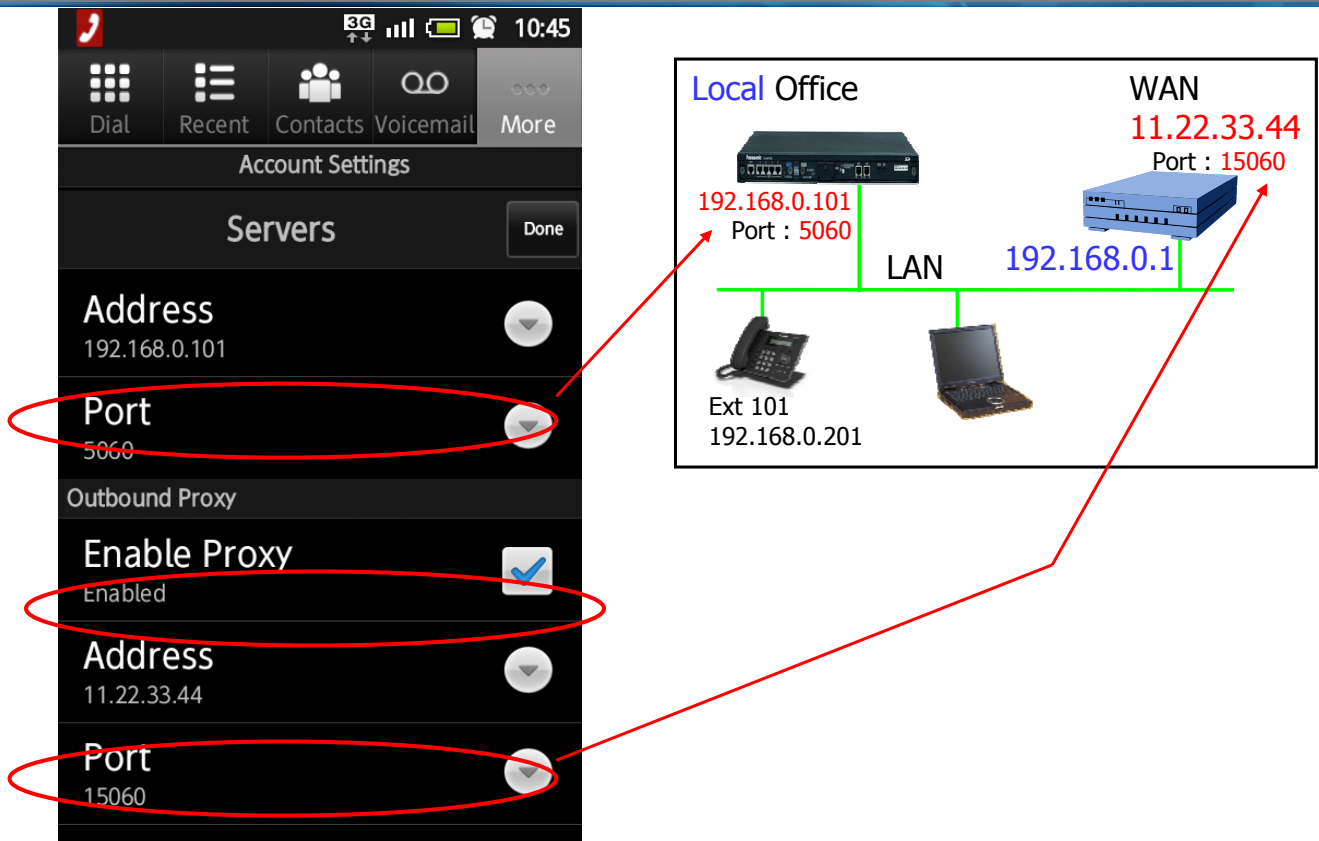 3G
10:45
Dial
Recent
Contacts
Voicemail
More
Account Settings
Servers
Done
Address
192.168.0.101
Port
5060
Outbound Proxy
Enable Proxy
Enabled
Address
11.22.33.44
Port
15060
Local Office
WAN
11.22.33.44
Port : 15060
Panasonic
192.168.0.101
Port : 5060
LAN
192.168.0.1
Ext 101
192.168.0.201